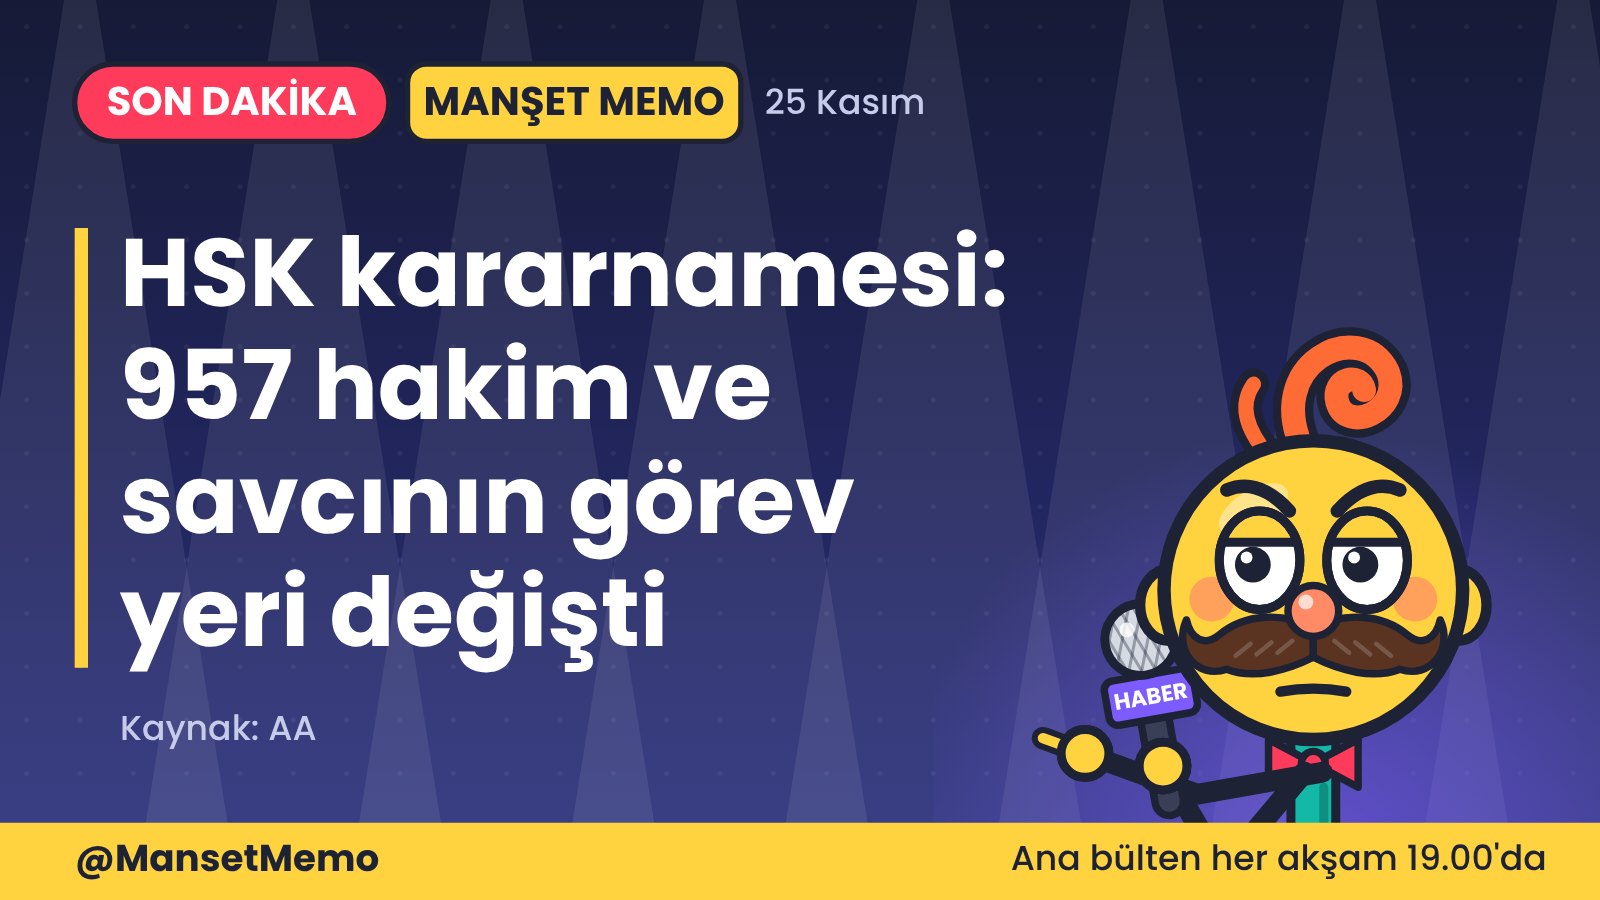 SON DAKİKA MANŞET MEMO 25 Kasım
HSK kararnamesi:
957 hakim ve
savcının görev
yeri değişti
Kaynak: AA
HABER
@MansetMemo
Ana bülten her akşam 19.00'da